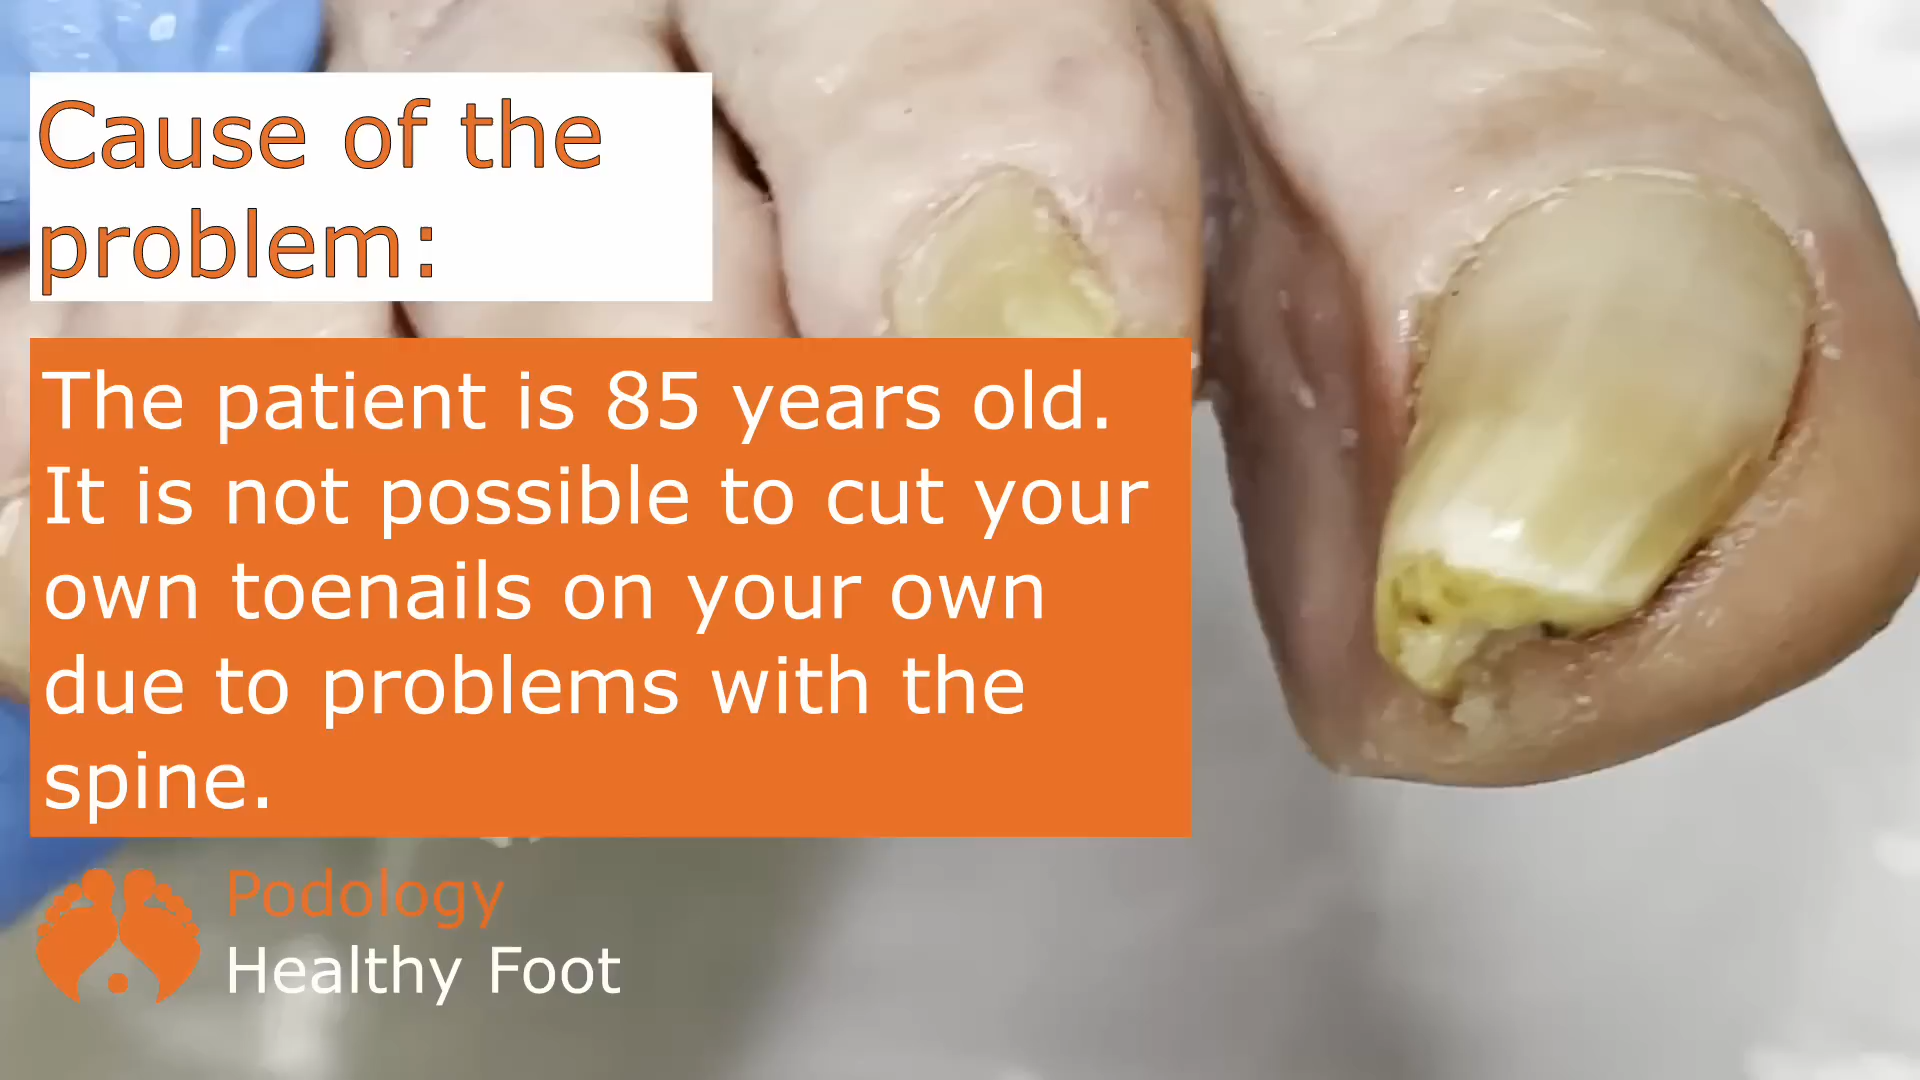 Cause of the
problem:
The patient is 85 years old.
It is not possible to cut your
own toenails on your own
due to problems with the
spine.
Podology
Healthy Foot